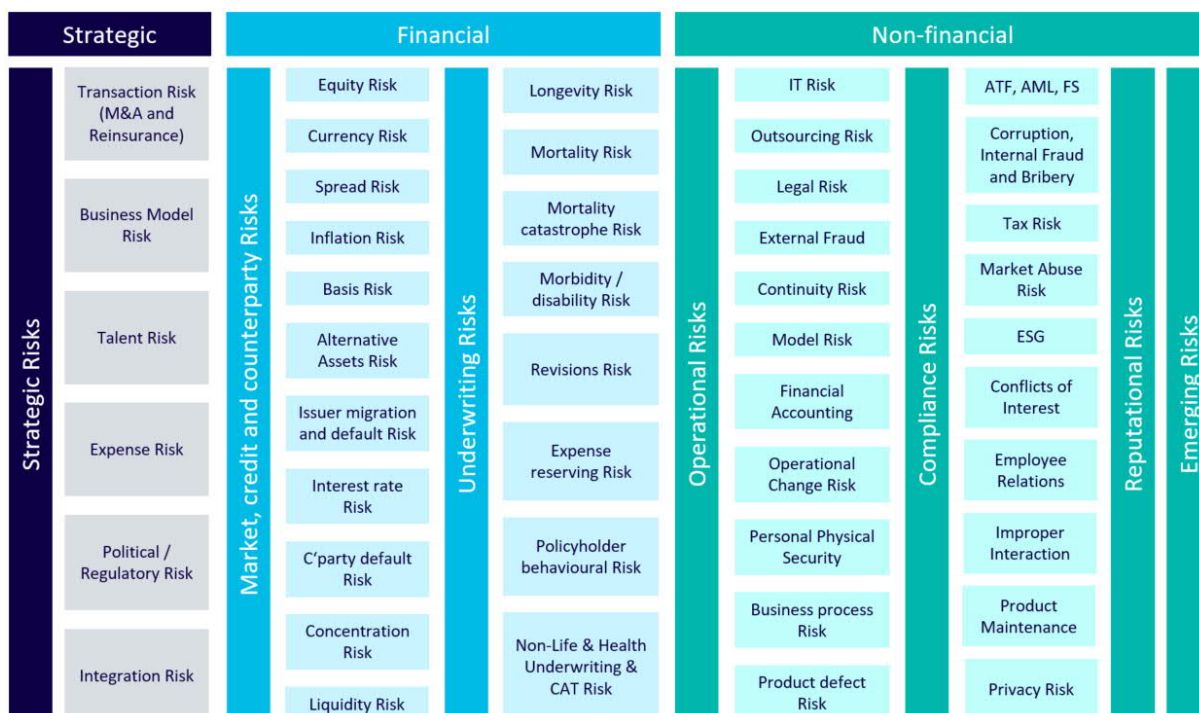 Strategic
Financial
Non-financial
Strategic Risks
Transaction Risk
(M&A and
Reinsurance)
Business Model
Risk
Talent Risk
Expense Risk
Political /
Regulatory Risk
Integration Risk
Market, credit and counterparty Risks
Equity Risk
Currency Risk
Spread Risk
Inflation Risk
Basis Risk
Alternative
Assets Risk
Issuer migration
and default Risk
Interest rate
Risk
C'party default
Risk
Concentration
Risk
Liquidity Risk
Underwriting Risks
Longevity Risk
Mortality Risk
Mortality
catastrophe Risk
Morbidity /
disability Risk
Revisions Risk
Expense
reserving Risk
Policyholder
behavioural Risk
Non-Life & Health
Underwriting &
CAT Risk
Operational Risks
IT Risk
Outsourcing Risk
Legal Risk
External Fraud
Continuity Risk
Model Risk
Financial
Accounting
Operational
Change Risk
Personal Physical
Security
Business process
Risk
Product defect
Risk
Compliance Risks
ATF, AML, FS
Corruption,
Internal Fraud
and Bribery
Tax Risk
Market Abuse
Risk
ESG
Conflicts of
Interest
Employee
Relations
Improper
Interaction
Product
Maintenance
Privacy Risk
Reputational Risks
Emerging Risks